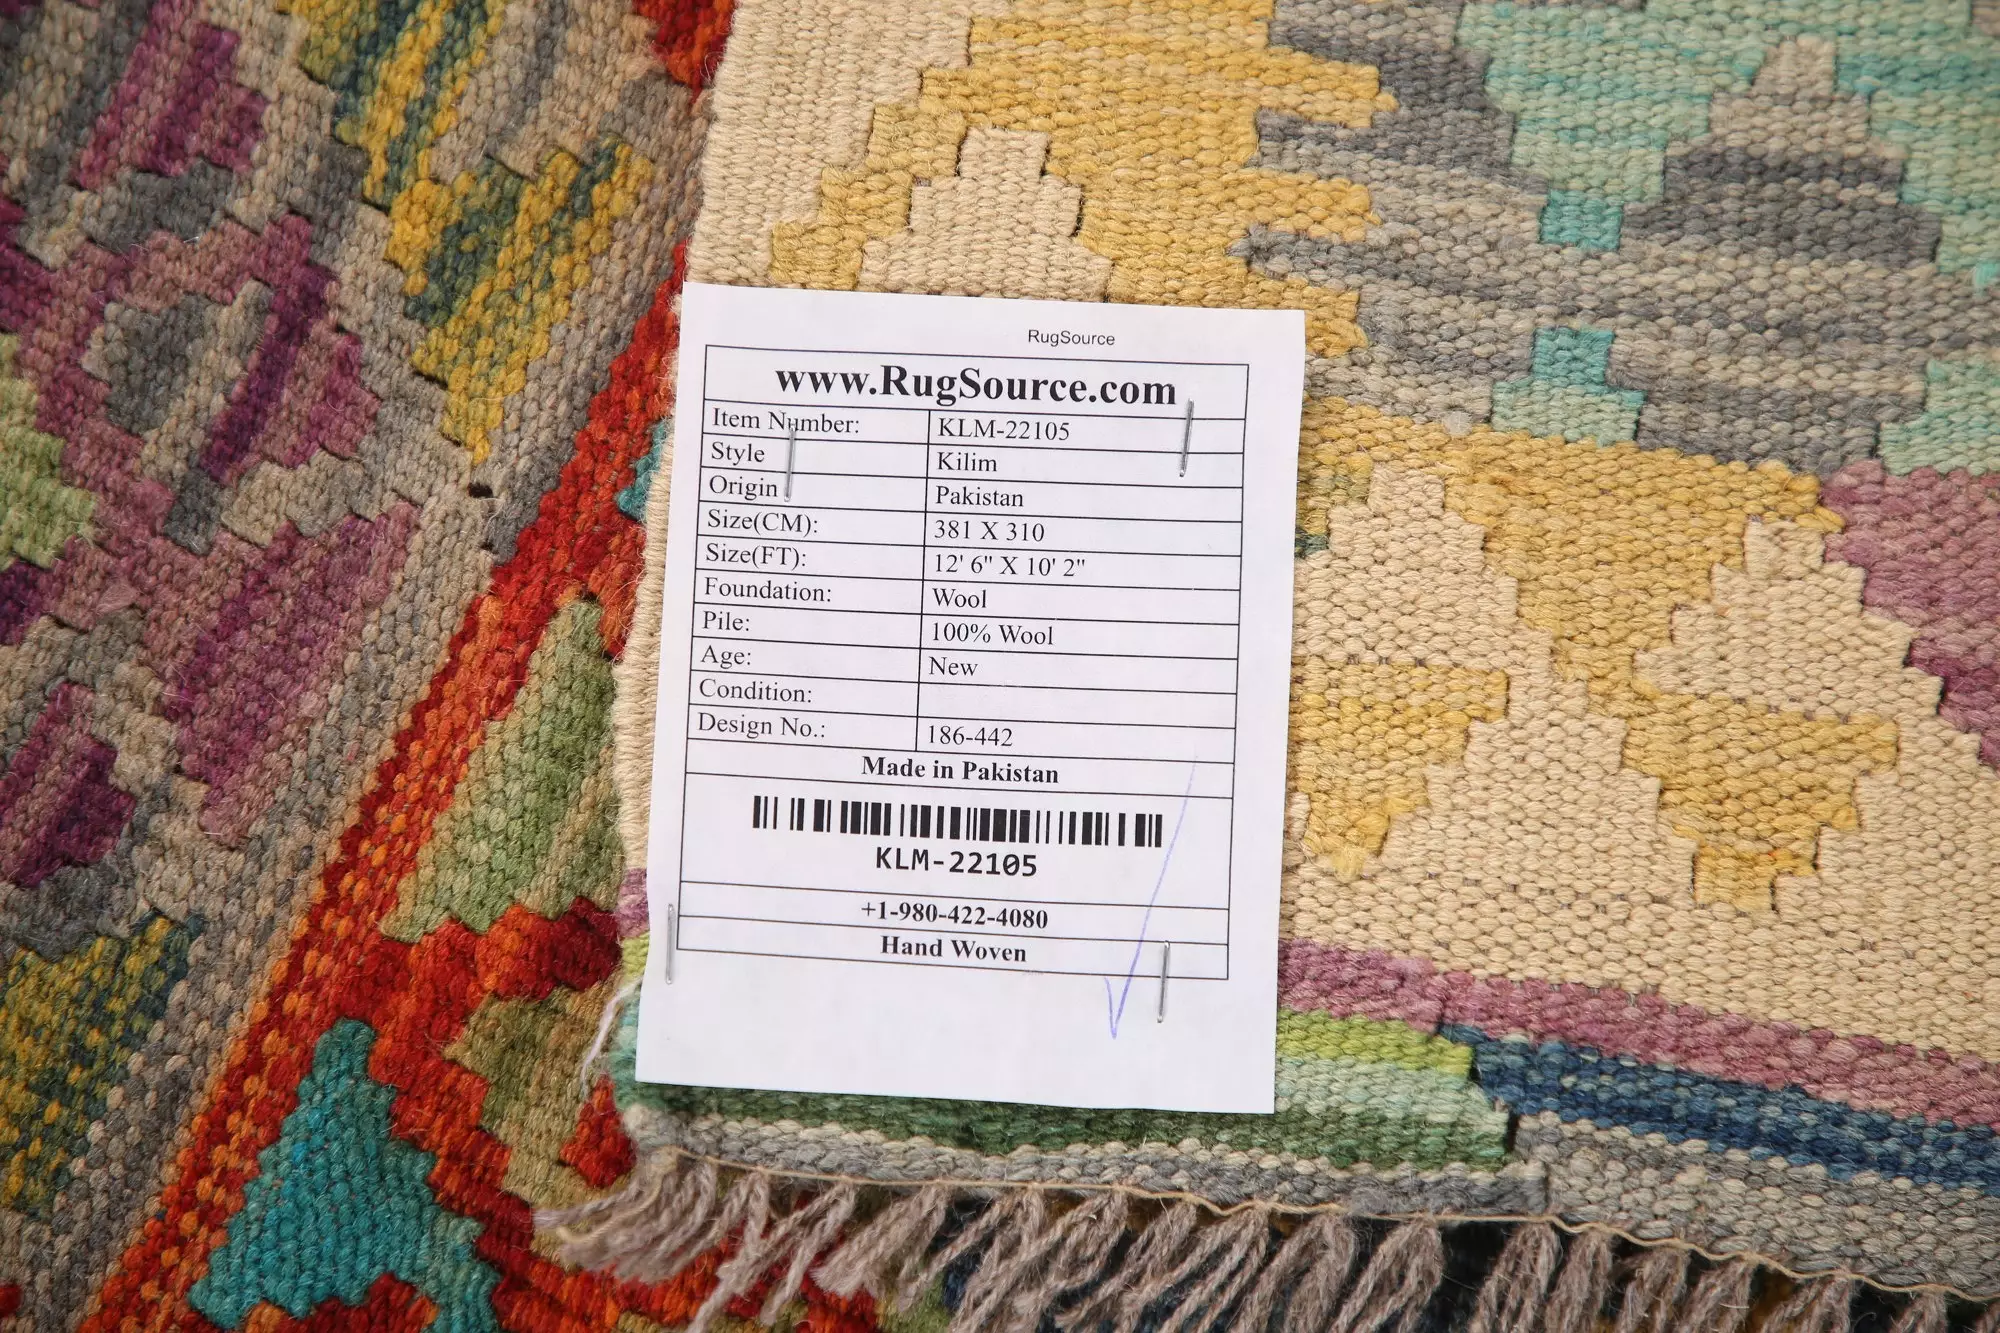 RugSource
www.RugSource.com
Item Number: KLM-22105
Style Kilim
Origin Pakistan
Size(CM): 381 X 310
Size(FT): 12' 6" X 10' 2"
Foundation: Wool
Pile: 100% Wool
Age: New
Condition:
Design No.: 186-442
Made in Pakistan
KLM-22105
+1-980-422-4080
Hand Woven